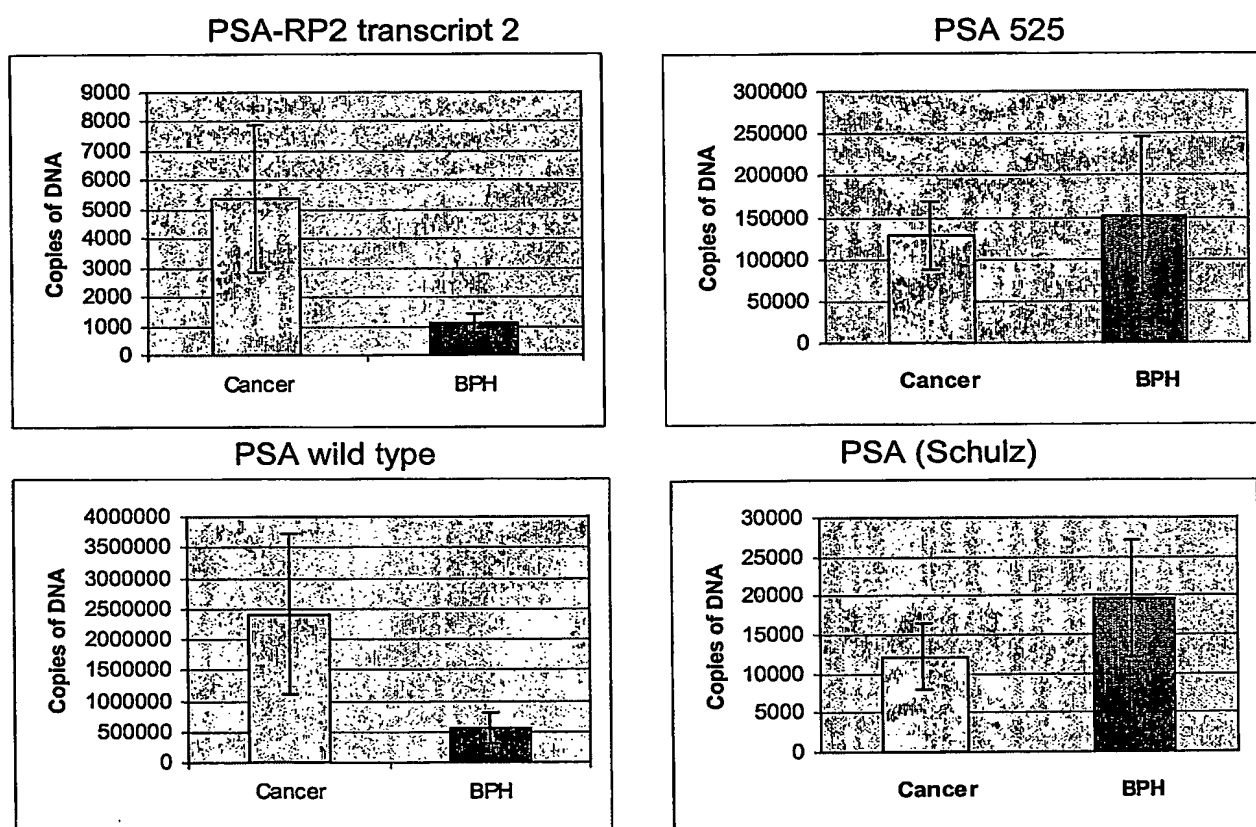 PSA-RP2 transcript 2
Copies of DNA
9000
8000
7000
6000
5000
4000
3000
2000
1000
0
*
Cancer
BPH
PSA 525
Copies of DNA
300000
250000
200000
150000
100000
50000
0
Cancer
BPH
PSA wild type
Copies of DNA
4000000
3500000
3000000
2500000
2000000
1500000
1000000
500000
0
Cancer
BPH
PSA (Schulz)
Copies of DNA
30000
25000
20000
15000
10000
5000
0
Cancer
BPH